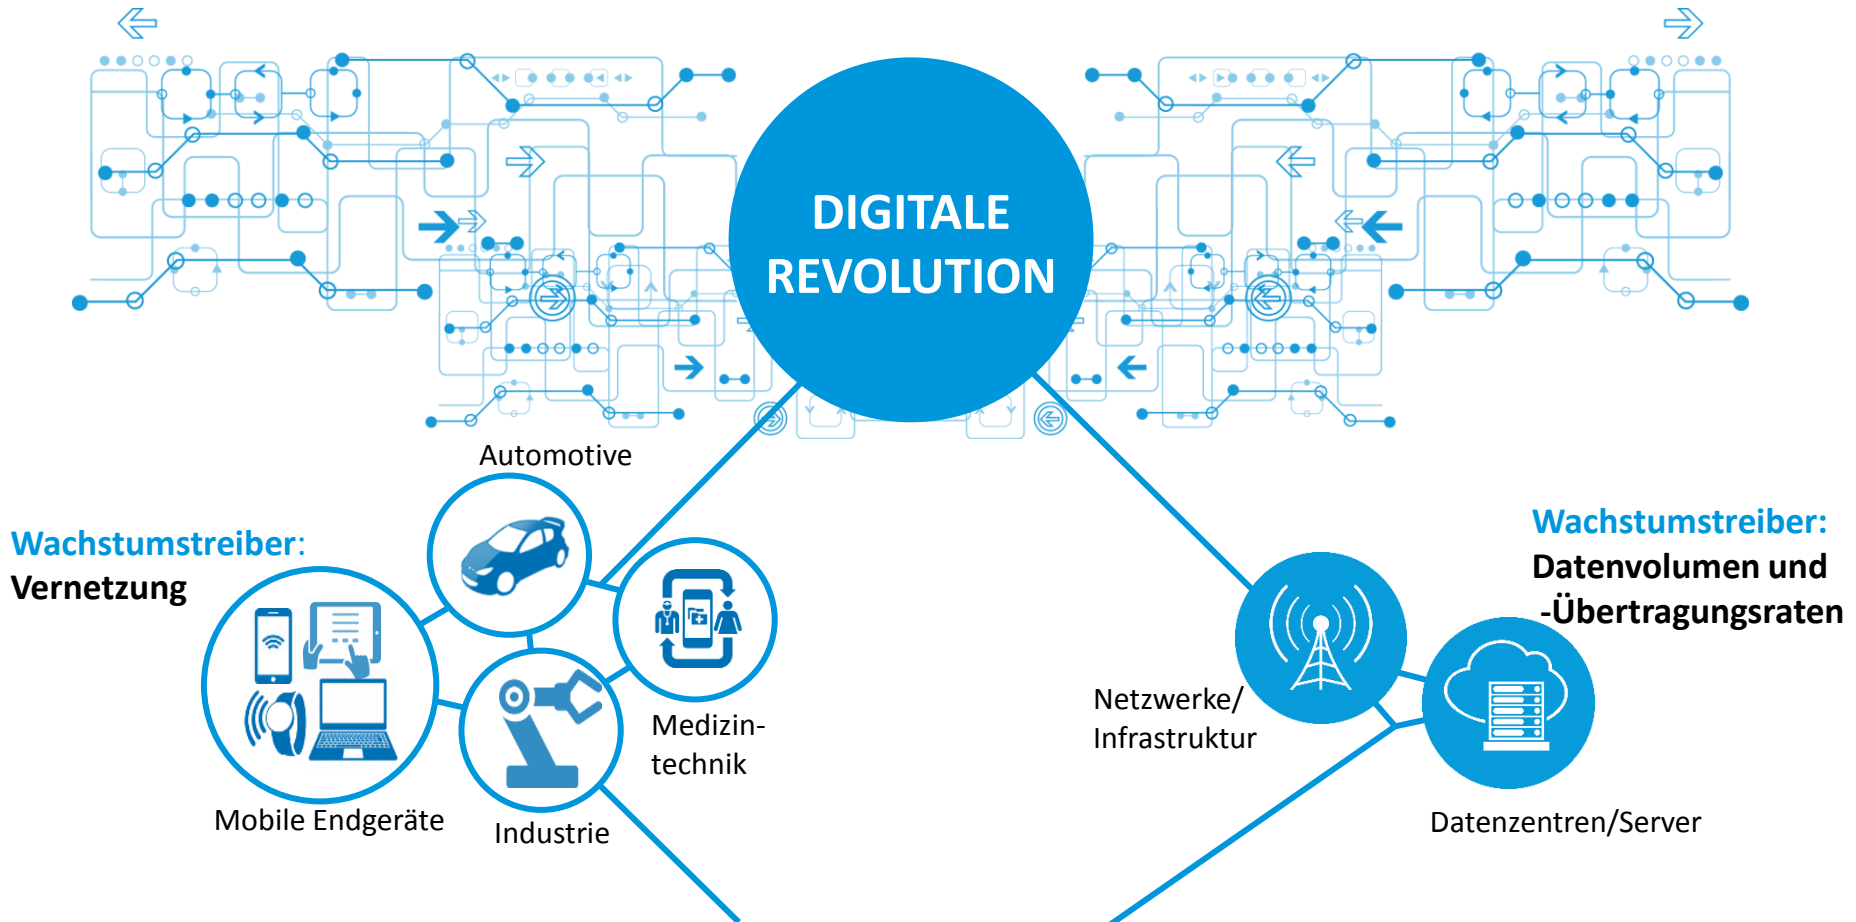 DIGITALE
REVOLUTION
Automotive
Wachstumstreiber:
Vernetzung
Medizin-
technik
Mobile Endgeräte
Industrie
Wachstumstreiber:
Datenvolumen und
-Übertragungsraten
Netzwerke/
Infrastruktur
Datenzentren/Server